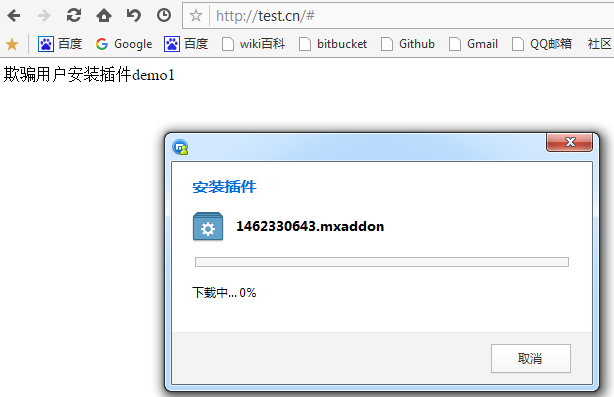 http://test.cn/#
百度 Google 百度 wiki百科 bitbucket Github Gmail QQ邮箱 社区
欺骗用户安装插件demo1
安装插件
1462330643.mxaddon
下载中... 0%
取消